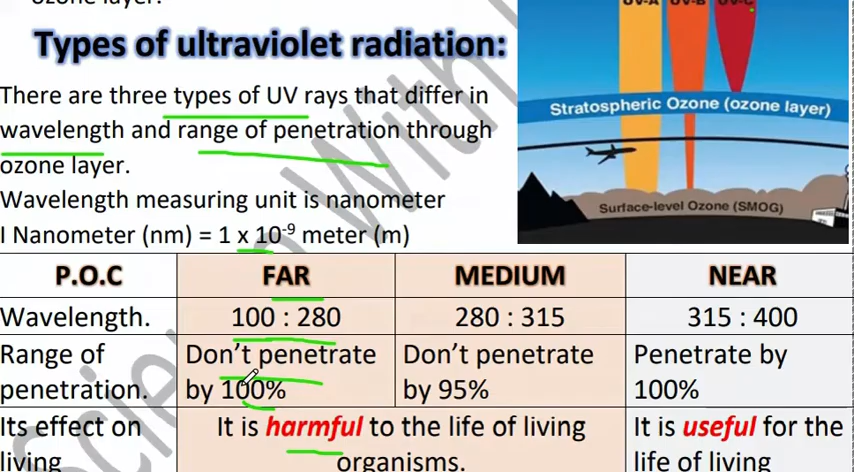 ozone layer.
Types of ultraviolet radiation:
There are three types of UV rays that differ in
wavelength and range of penetration through
ozone layer.
Wavelength measuring unit is nanometer
I Nanometer (nm) = 1 x 10⁻⁹ meter (m)
UV-A UV-B UV-C
Stratospheric Ozone (ozone layer)
Surface-level Ozone (SMOG)
P.O.C FAR MEDIUM NEAR
Wavelength. 100 : 280 280 : 315 315 : 400
Range of Don't penetrate Don't penetrate Penetrate by
penetration. by 100% by 95% 100%
Its effect on It is harmful to the life of living It is useful for the
living organisms. life of living